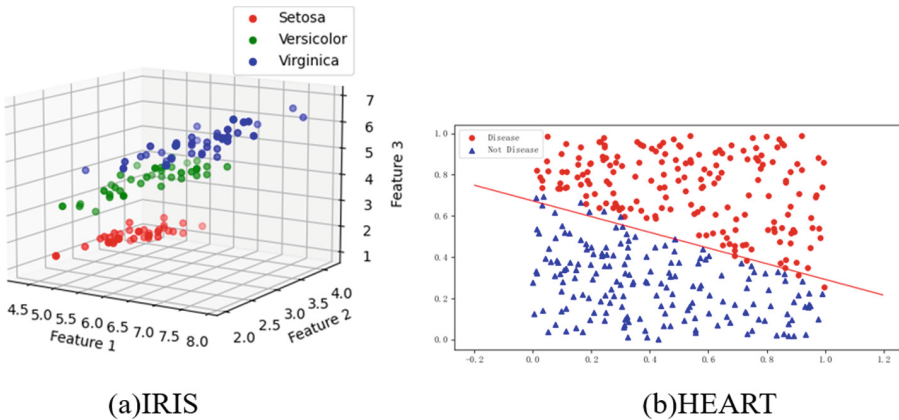 Setosa
Versicolor
Virginica
7
6
5
4
3
2
1
Feature 3
4.5 5.0 5.5 6.0 6.5 7.0 7.5 8.0
Feature 1
2.0 2.5 3.0 3.5 4.0
Feature 2
(a)IRIS
Disease
Not Disease
1.0
0.8
0.6
0.4
0.2
0.0
-0.2 0.0 0.2 0.4 0.6 0.8 1.0 1.2
(b)HEART